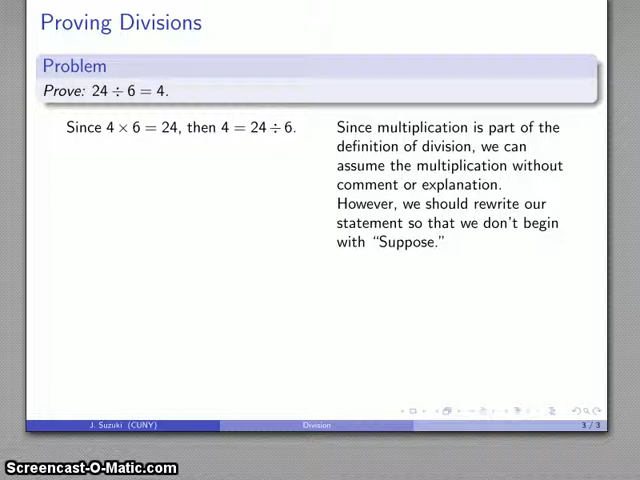 Proving Divisions
Problem
Prove: 24 ÷ 6 = 4.
Since 4 × 6 = 24, then 4 = 24 ÷ 6.
Since multiplication is part of the
definition of division, we can
assume the multiplication without
comment or explanation.
However, we should rewrite our
statement so that we don't begin
with "Suppose."
J. Suzuki (CUNY)
Division
3 / 3
Screencast-O-Matic.com